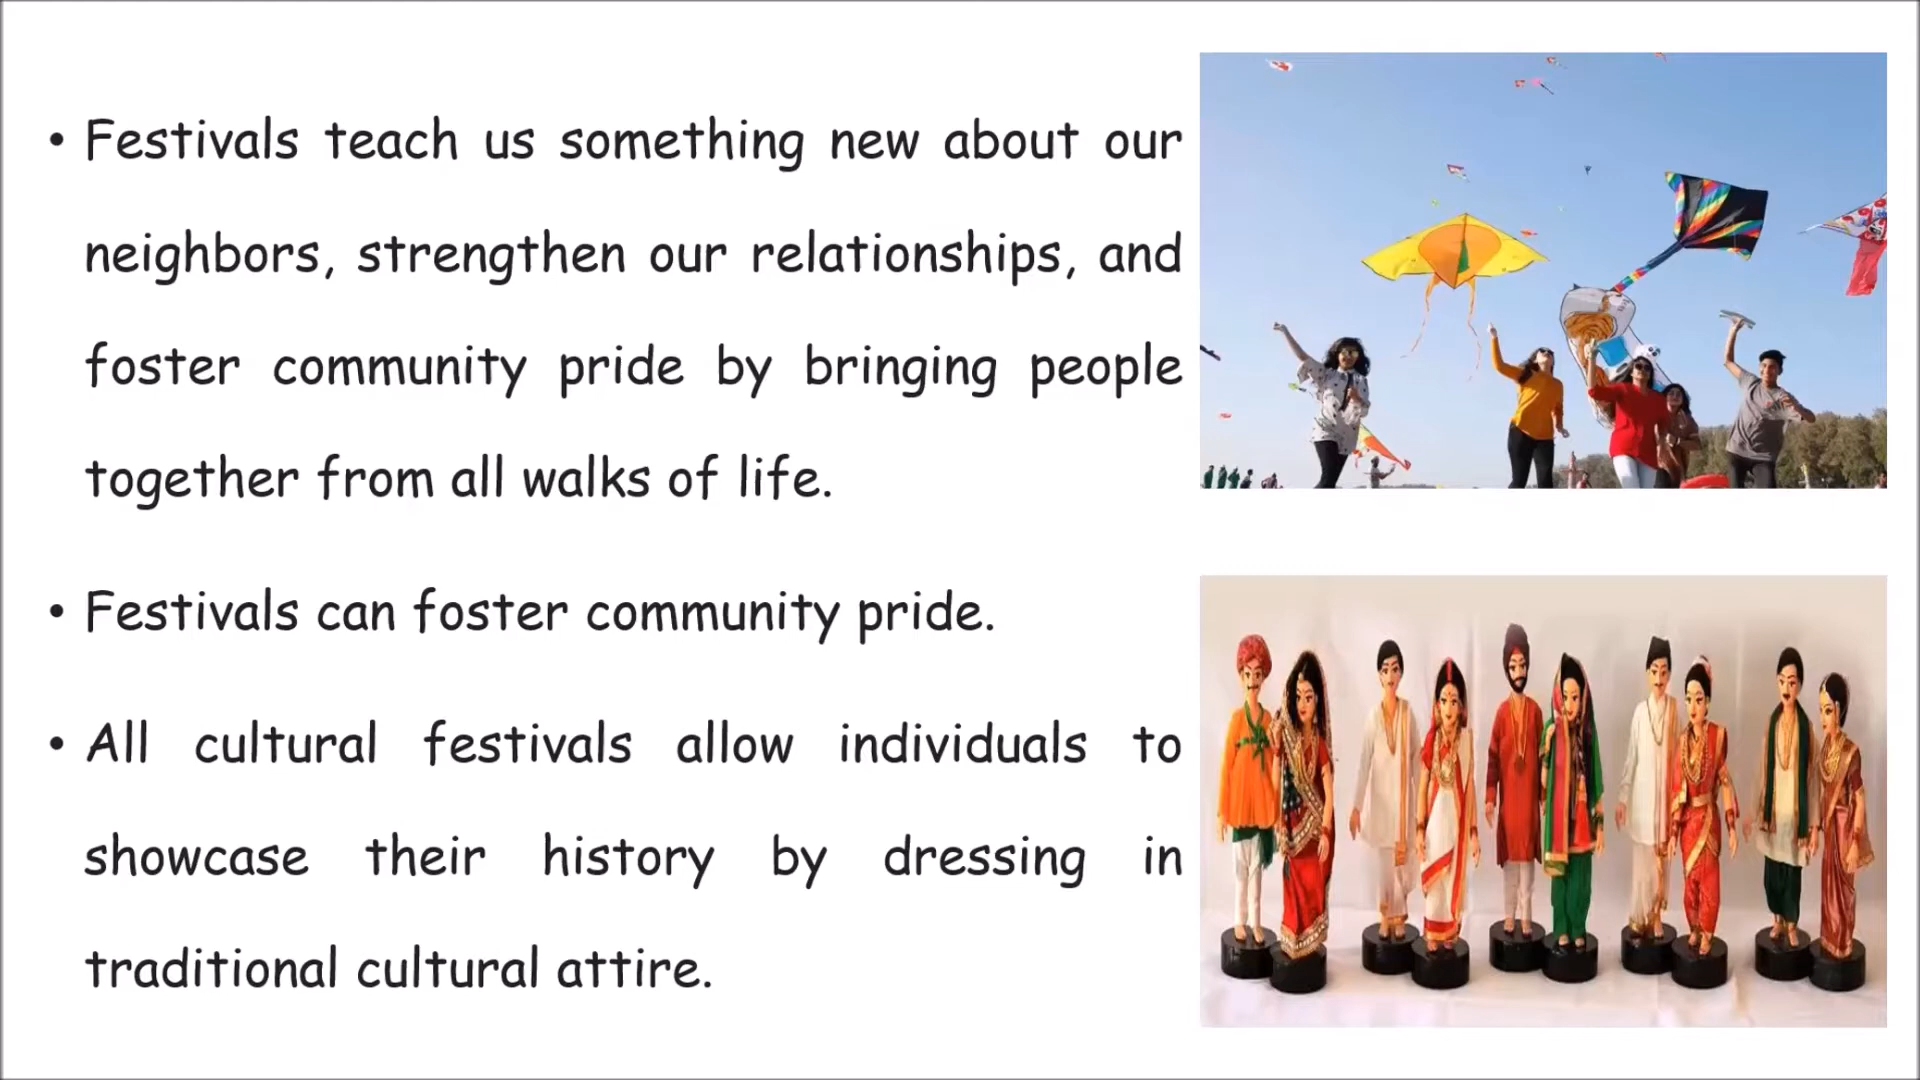 • Festivals teach us something new about our
neighbors, strengthen our relationships, and
foster community pride by bringing people
together from all walks of life.
• Festivals can foster community pride.
• All cultural festivals allow individuals to
showcase their history by dressing in
traditional cultural attire.